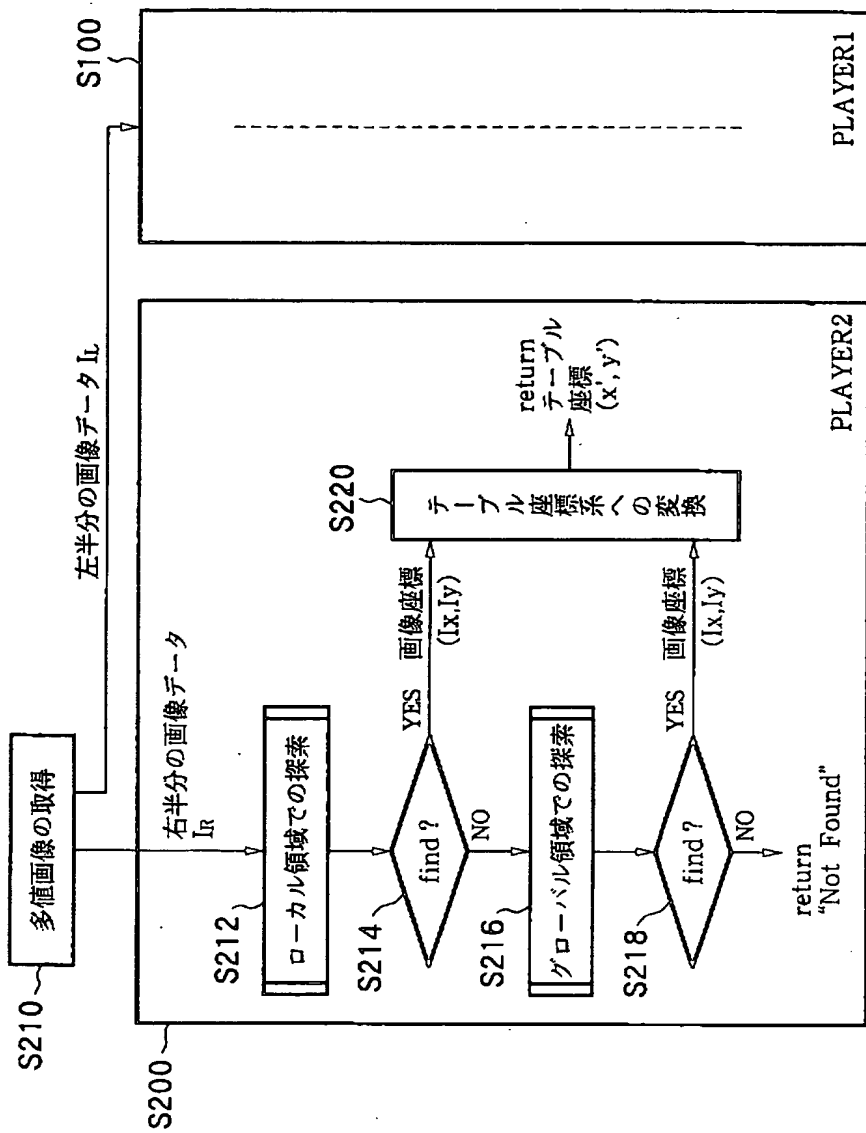 S210
多値画像の取得
左半分の画像データ IL
S100
S200
右半分の画像データ
IR
S212
ローカル領域での探索
S214
find ?
YES
画像座標
(Ix,Iy)
NO
S220
テーブル座標系への変換
return
テーブル
座標
(x', y')
S216
グローバル領域での探索
S218
find ?
YES
画像座標
(Ix,Iy)
NO
return
“Not Found”
PLAYER2
PLAYER1